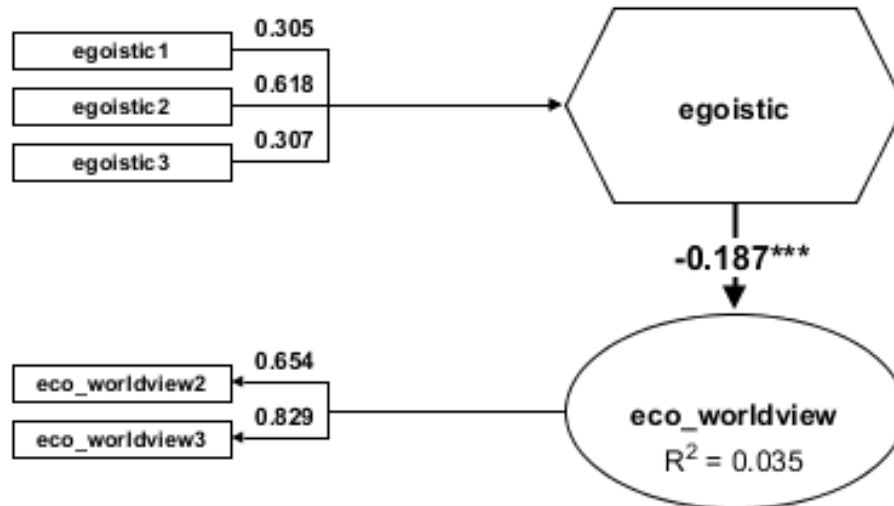 0.305
egoistic1
0.618
egoistic2
0.307
egoistic3
egoistic
-0.187***
0.654
eco_worldview2
0.829
eco_worldview3
eco_worldview
R² = 0.035